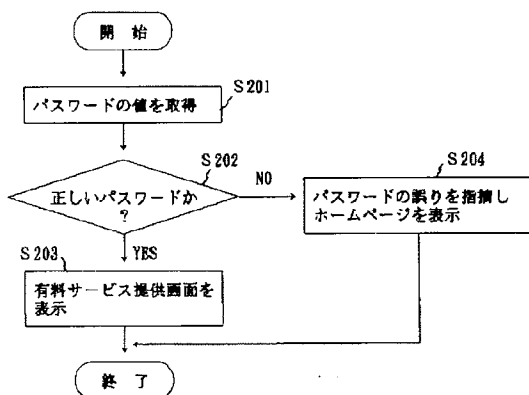 開始
S201
パスワードの値を取得
S202
正しいパスワードか
?
NO
S204
パスワードの誤りを指摘し
ホームページを表示
YES
S203
有料サービス提供画面を
表示
終了